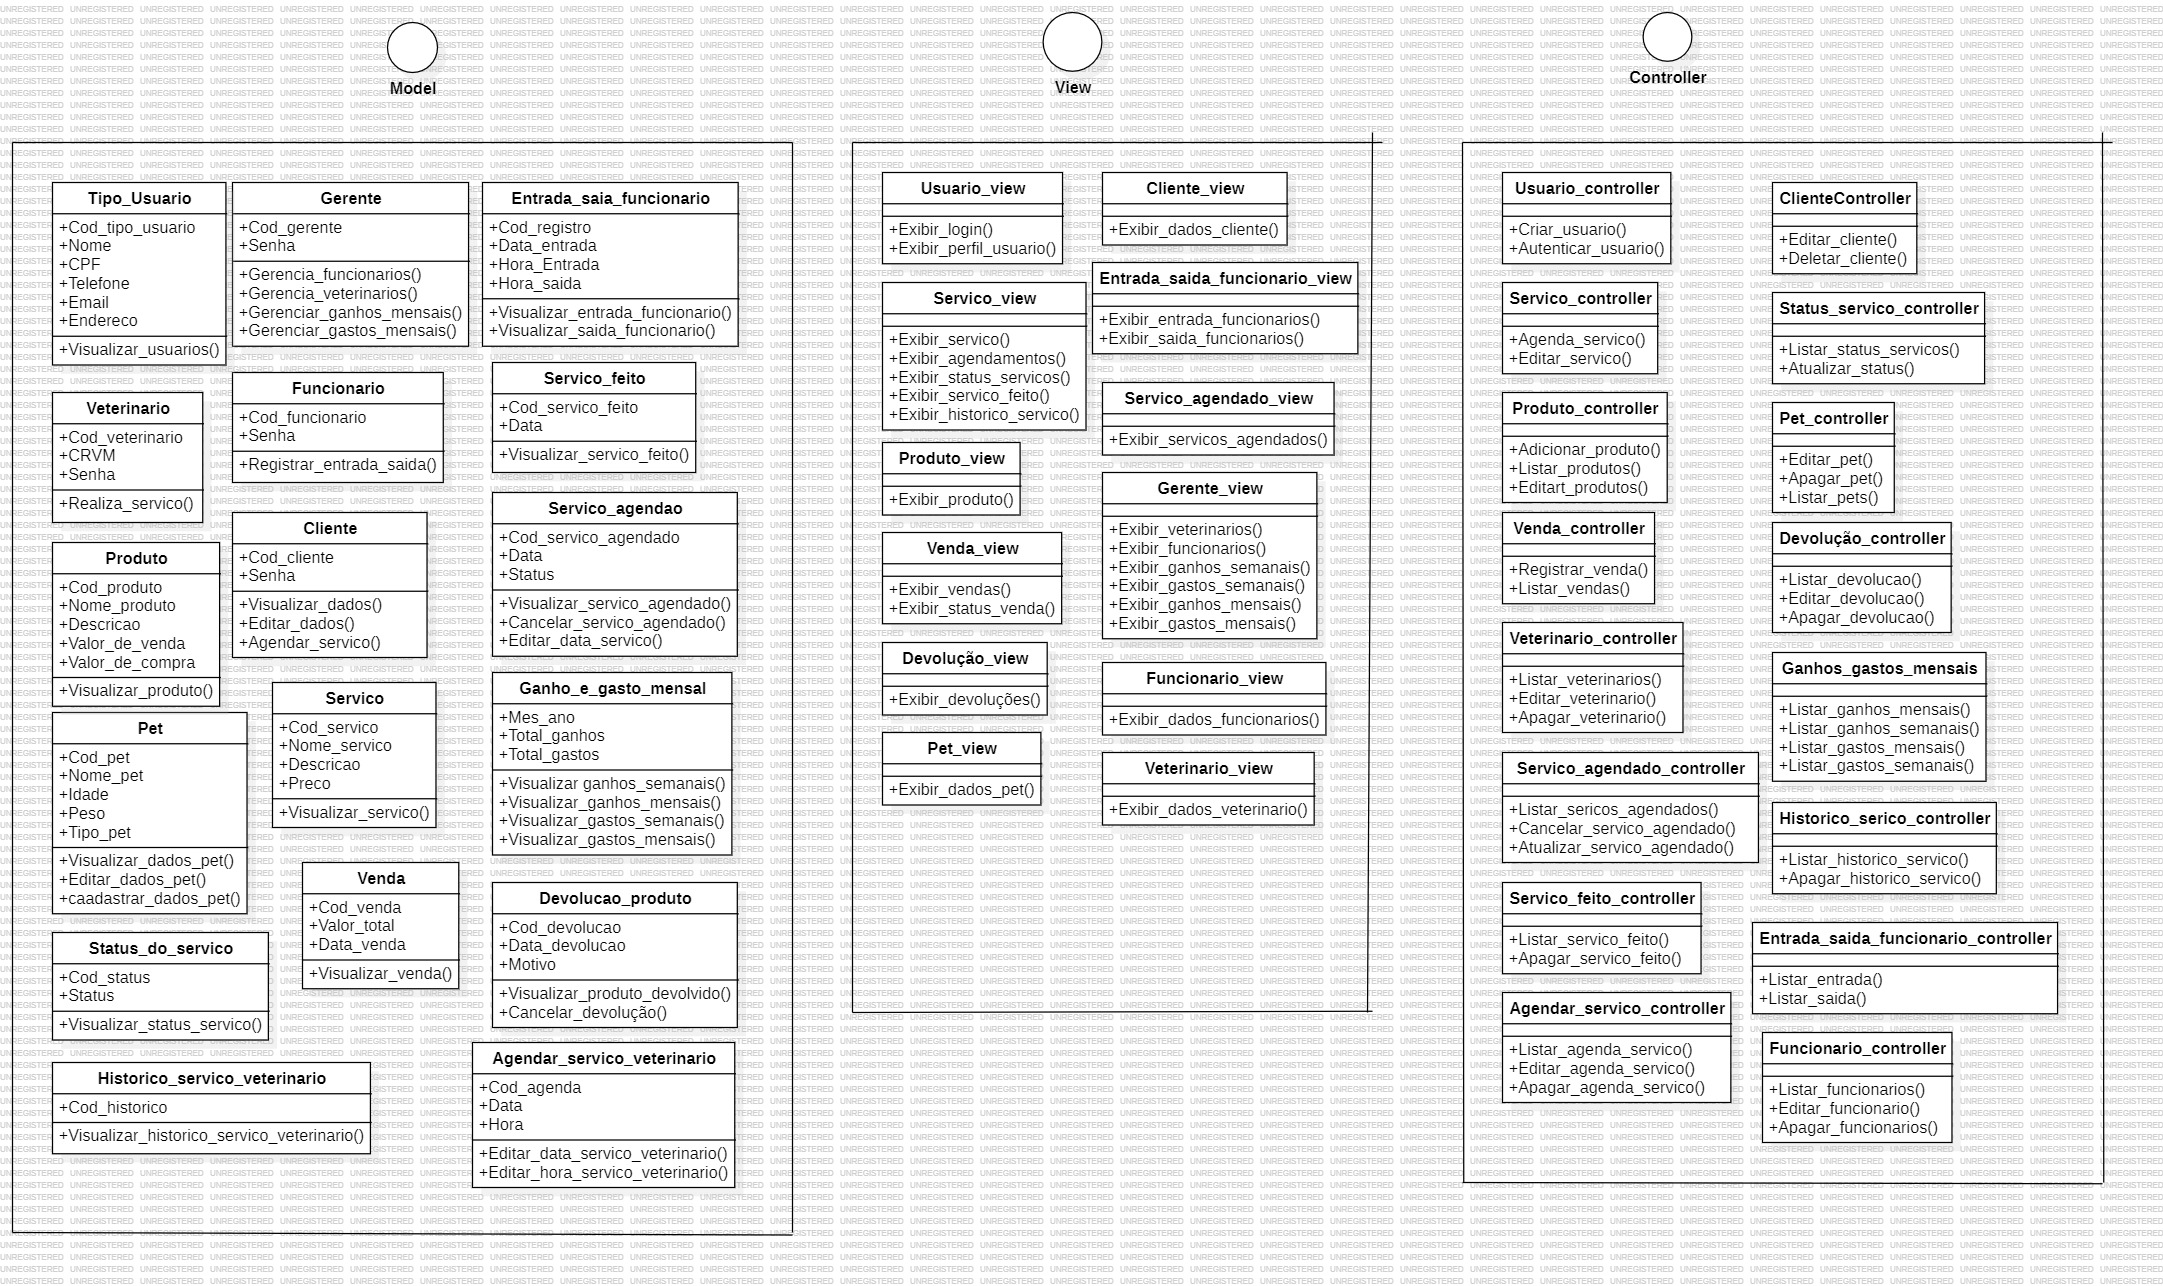 Model
Tipo_Usuario
+Cod_tipo_usuario
+Nome
+CPF
+Telefone
+Email
+Endereco
+Visualizar_usuarios()
Gerente
+Cod_gerente
+Senha
+Gerencia_funcionarios()
+Gerencia_veterinarios()
+Gerenciar_ganhos_mensais()
+Gerenciar_gastos_mensais()
Entrada_saia_funcionario
+Cod_registro
+Data_entrada
+Hora_Entrada
+Hora_saida
+Visualizar_entrada_funcionario()
+Visualizar_saida_funcionario()
Veterinario
+Cod_veterinario
+CRVM
+Senha
+Realiza_servico()
Funcionario
+Cod_funcionario
+Senha
+Registrar_entrada_saida()
Servico_feito
+Cod_servico_feito
+Data
+Visualizar_servico_feito()
Produto
+Cod_produto
+Nome_produto
+Descricao
+Valor_de_venda
+Valor_de_compra
+Visualizar_produto()
Cliente
+Cod_cliente
+Senha
+Visualizar_dados()
+Editar_dados()
+Agendar_servico()
Servico_agendao
+Cod_servico_agendado
+Data
+Status
+Visualizar_servico_agendado()
+Cancelar_servico_agendado()
+Editar_data_servico()
Pet
+Cod_pet
+Nome_pet
+Idade
+Peso
+Tipo_pet
+Visualizar_dados_pet()
+Editar_dados_pet()
+caadastrar_dados_pet()
Servico
+Cod_servico
+Nome_servico
+Descricao
+Preco
+Visualizar_servico()
Ganho_e_gasto_mensal
+Mes_ano
+Total_ganhos
+Total_gastos
+Visualizar ganhos_semanais()
+Visualizar_ganhos_mensais()
+Visualizar_gastos_semanais()
+Visualizar_gastos_mensais()
Venda
+Cod_venda
+Valor_total
+Data_venda
+Visualizar_venda()
Devolucao_produto
+Cod_devolucao
+Data_devolucao
+Motivo
+Visualizar_produto_devolvido()
+Cancelar_devolução()
Status_do_servico
+Cod_status
+Status
+Visualizar_status_servico()
Historico_servico_veterinario
+Cod_historico
+Visualizar_historico_servico_veterinario()
Agendar_servico_veterinario
+Cod_agenda
+Data
+Hora
+Editar_data_servico_veterinario()
+Editar_hora_servico_veterinario()
View
Usuario_view
+Exibir_login()
+Exibir_perfil_usuario()
Cliente_view
+Exibir_dados_cliente()
Servico_view
+Exibir_servico()
+Exibir_agendamentos()
+Exibir_status_servicos()
+Exibir_servico_feito()
+Exibir_historico_servico()
Entrada_saida_funcionario_view
+Exibir_entrada_funcionarios()
+Exibir_saida_funcionarios()
Servico_agendado_view
+Exibir_servicos_agendados()
Produto_view
+Exibir_produto()
Gerente_view
+Exibir_veterinarios()
+Exibir_funcionarios()
+Exibir_ganhos_semanais()
+Exibir_gastos_semanais()
+Exibir_ganhos_mensais()
+Exibir_gastos_mensais()
Venda_view
+Exibir_vendas()
+Exibir_status_venda()
Devolução_view
+Exibir_devoluções()
Funcionario_view
+Exibir_dados_funcionarios()
Pet_view
+Exibir_dados_pet()
Veterinario_view
+Exibir_dados_veterinario()
Controller
Usuario_controller
+Criar_usuario()
+Autenticar_usuario()
ClienteController
+Editar_cliente()
+Deletar_cliente()
Servico_controller
+Agenda_servico()
+Editar_servico()
Status_servico_controller
+Listar_status_servicos()
+Atualizar_status()
Produto_controller
+Adicionar_produto()
+Listar_produtos()
+Editart_produtos()
Pet_controller
+Editar_pet()
+Apagar_pet()
+Listar_pets()
Venda_controller
+Registrar_venda()
+Listar_vendas()
Devolução_controller
+Listar_devolucao()
+Editar_devolucao()
+Apagar_devolucao()
Veterinario_controller
+Listar_veterinarios()
+Editar_veterinario()
+Apagar_veterinario()
Ganhos_gastos_mensais
+Listar_ganhos_mensais()
+Listar_ganhos_semanais()
+Listar_gastos_mensais()
+Listar_gastos_semanais()
Servico_agendado_controller
+Listar_sericos_agendados()
+Cancelar_servico_agendado()
+Atualizar_servico_agendado()
Historico_serico_controller
+Listar_historico_servico()
+Apagar_historico_servico()
Servico_feito_controller
+Listar_servico_feito()
+Apagar_servico_feito()
Entrada_saida_funcionario_controller
+Listar_entrada()
+Listar_saida()
Agendar_servico_controller
+Listar_agenda_servico()
+Editar_agenda_servico()
+Apagar_agenda_servico()
Funcionario_controller
+Listar_funcionarios()
+Editar_funcionario()
+Apagar_funcionarios()
UNREGISTERED